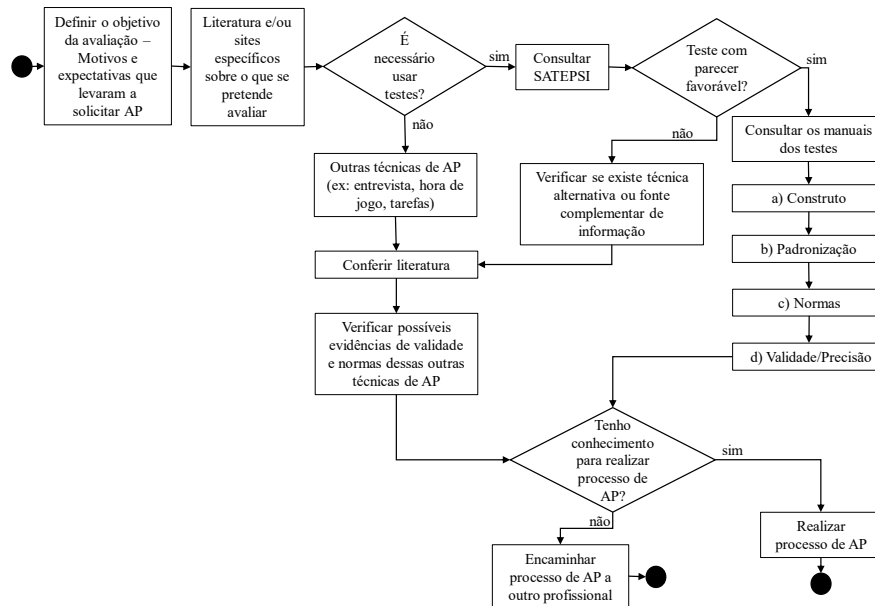 Definir o objetivo
da avaliação –
Motivos e
expectativas que
levaram a
solicitar AP
Literatura e/ou
sites
específicos
sobre o que se
pretende
avaliar
É
necessário
usar
testes?
sim
não
Consultar
SATEPSI
Teste com
parecer
favorável?
sim
não
Consultar os manuais
dos testes
Outras técnicas de AP
(ex: entrevista, hora de
jogo, tarefas)
Verificar se existe técnica
alternativa ou fonte
complementar de
informação
a) Construto
b) Padronização
Conferir literatura
c) Normas
Verificar possíveis
evidências de validade
e normas dessas outras
técnicas de AP
d) Validade/Precisão
Tenho
conhecimento
para realizar
processo de
AP?
sim
não
Realizar
processo de AP
Encaminhar
processo de AP a
outro profissional